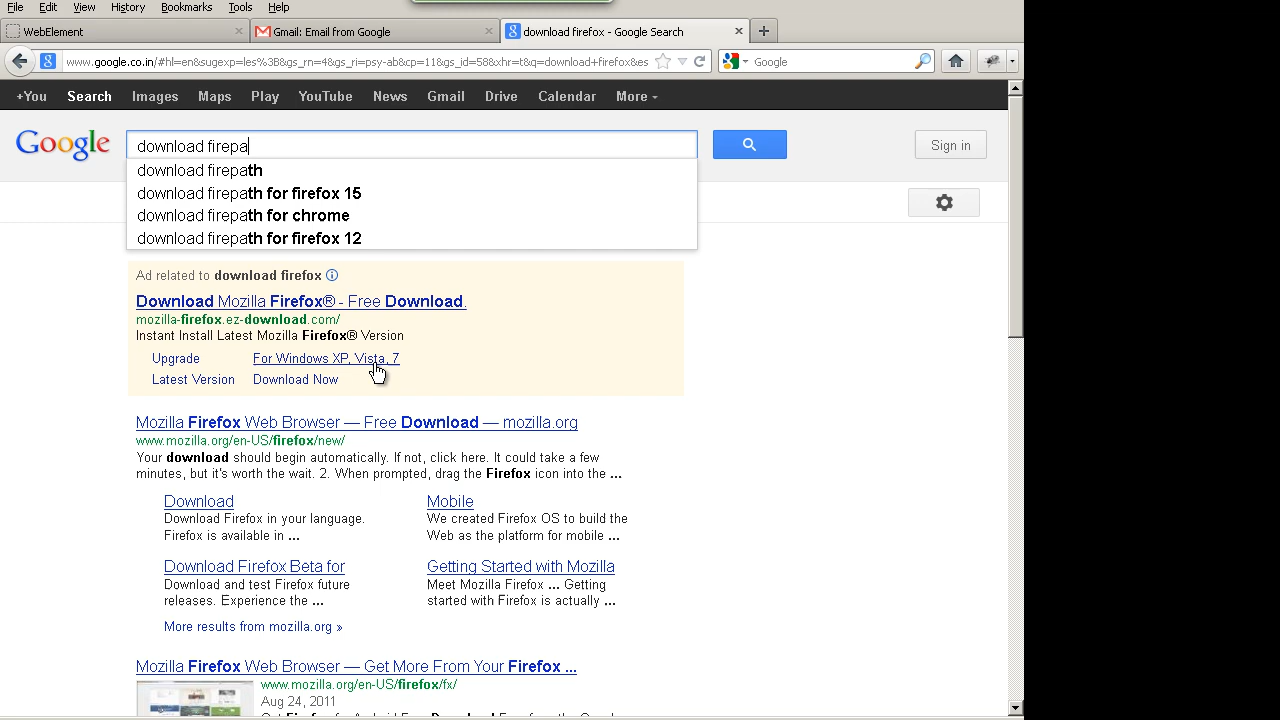 File Edit View History Bookmarks Tools Help
WebElement × Gmail: Email from Google × download firefox - Google Search × +
www.google.co.in/#hl=en&sugexp=les%3B&gs_rn=4&gs_ri=psy-ab&cp=11&gs_id=56&xhr=t&q=download+firefox&es Google
+You Search Images Maps Play YouTube News Gmail Drive Calendar More
Google download firepa Sign in
download firepath
download firepath for firefox 15
download firepath for chrome
download firepath for firefox 12
Ad related to download firefox
Download Mozilla Firefox® - Free Download.
mozilla-firefox.ez-download.com/
Instant Install Latest Mozilla Firefox® Version
Upgrade For Windows XP, Vista, 7
Latest Version Download Now
Mozilla Firefox Web Browser — Free Download — mozilla.org
www.mozilla.org/en-US/firefox/new/
Your download should begin automatically. If not, click here. It could take a few
minutes, but it's worth the wait. 2. When prompted, drag the Firefox icon into the ...
Download Mobile
Download Firefox in your language. We created Firefox OS to build the
Firefox is available in ... Web as the platform for mobile ...
Download Firefox Beta for Getting Started with Mozilla
Download and test Firefox future Meet Mozilla Firefox ... Getting
releases. Experience the ... started with Firefox is actually ...
More results from mozilla.org »
Mozilla Firefox Web Browser — Get More From Your Firefox ...
www.mozilla.org/en-US/firefox/fx/
Aug 24, 2011